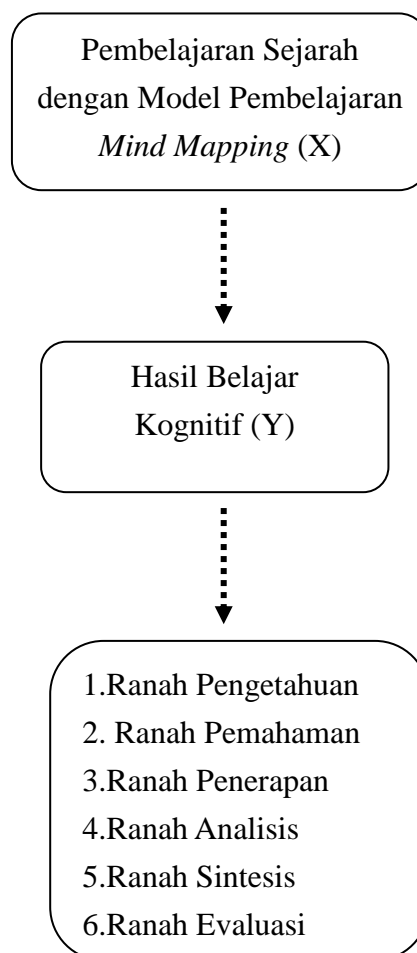 Pembelajaran Sejarah
dengan Model Pembelajaran
Mind Mapping (X)
Hasil Belajar
Kognitif (Y)
1.Ranah Pengetahuan
2. Ranah Pemahaman
3.Ranah Penerapan
4.Ranah Analisis
5.Ranah Sintesis
6.Ranah Evaluasi